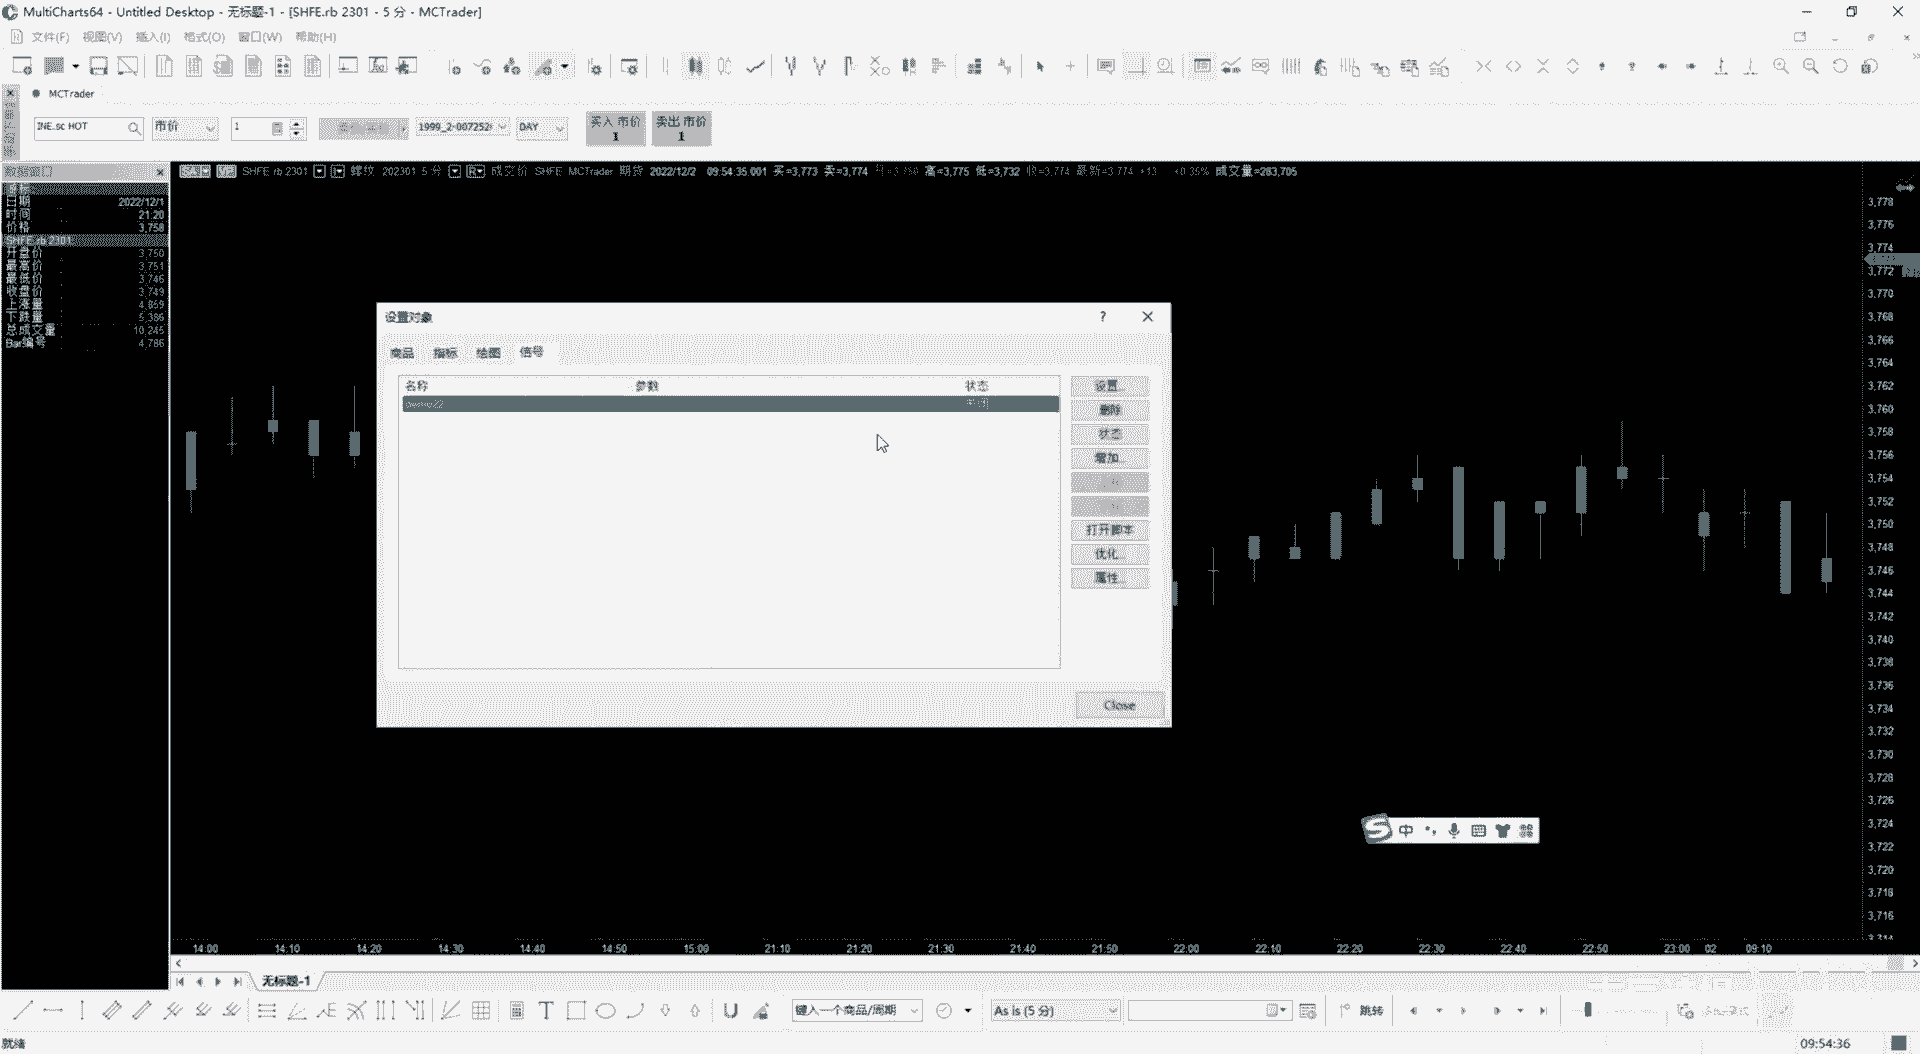 MultiCharts64 - Untitled Desktop - 无标题-1 - [SHFE.rb 2301 - 5 分 - MCTrader]
文件(F) 视图(V) 插入(I) 格式(O) 窗口(W) 帮助(H)
MCTrader
INE.sc HOT 市价 1 DAY 买入 市价 1 卖出 市价 1
数据窗口
SHFE rb 2301 螺纹 202301 5 分 成交价 SHFE MCTrader 期货 2022/12/2 09:54:35.001 买=3,773 卖=3,774 高=3,775 低=3,732 收=3,774 最新=3,774 +13 +0.35% 成交量=283,705
日期 2022/12/1
时间 21:20
价格 3,758
SHFE.rb 2301
开盘价 3,750
最高价 3,751
最低价 3,746
收盘价 3,749
上涨量 4,859
下跌量 5,386
总成交量 10,245
Bar编号 4,786
设置对象 ?
商品 指标 绘图 信号
名称 参数 状态
demo22
设置...
删除
状态
增加...
打开脚本
优化...
属性...
Close
3,778
3,776
3,774
3,772
3,770
3,768
3,766
3,764
3,762
3,760
3,758
3,756
3,754
3,752
3,750
3,748
3,746
3,744
3,742
3,740
3,738
3,736
3,734
3,732
3,730
3,728
3,726
3,724
3,722
3,720
3,718
3,716
3,714
中
14:00 14:10 14:20 14:30 14:40 14:50 15:00 21:10 21:20 21:30 21:40 21:50 22:00 22:10 22:20 22:30 22:40 22:50 23:00 02 09:10
无标题-1
键入一个商品/周期 As is (5 分) 跳转
就绪 09:54:36